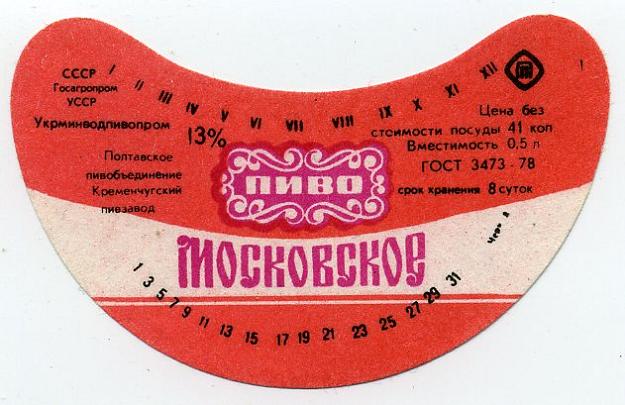 СССР
Госагропром
УССР
Укрминводпивопром
Полтавское
пивобъединение
Кременчугский
пивзавод
I II III IV V VI VII VIII IX X XI XII
13%
Цена без
стоимости посуды 41 коп
Вместимость 0,5 л
ГОСТ 3473-78
срок хранения 8 суток
ПИВО
МОСКОВСКОЕ
1 3 5 7 9 11 13 15 17 19 21 23 25 27 29 31